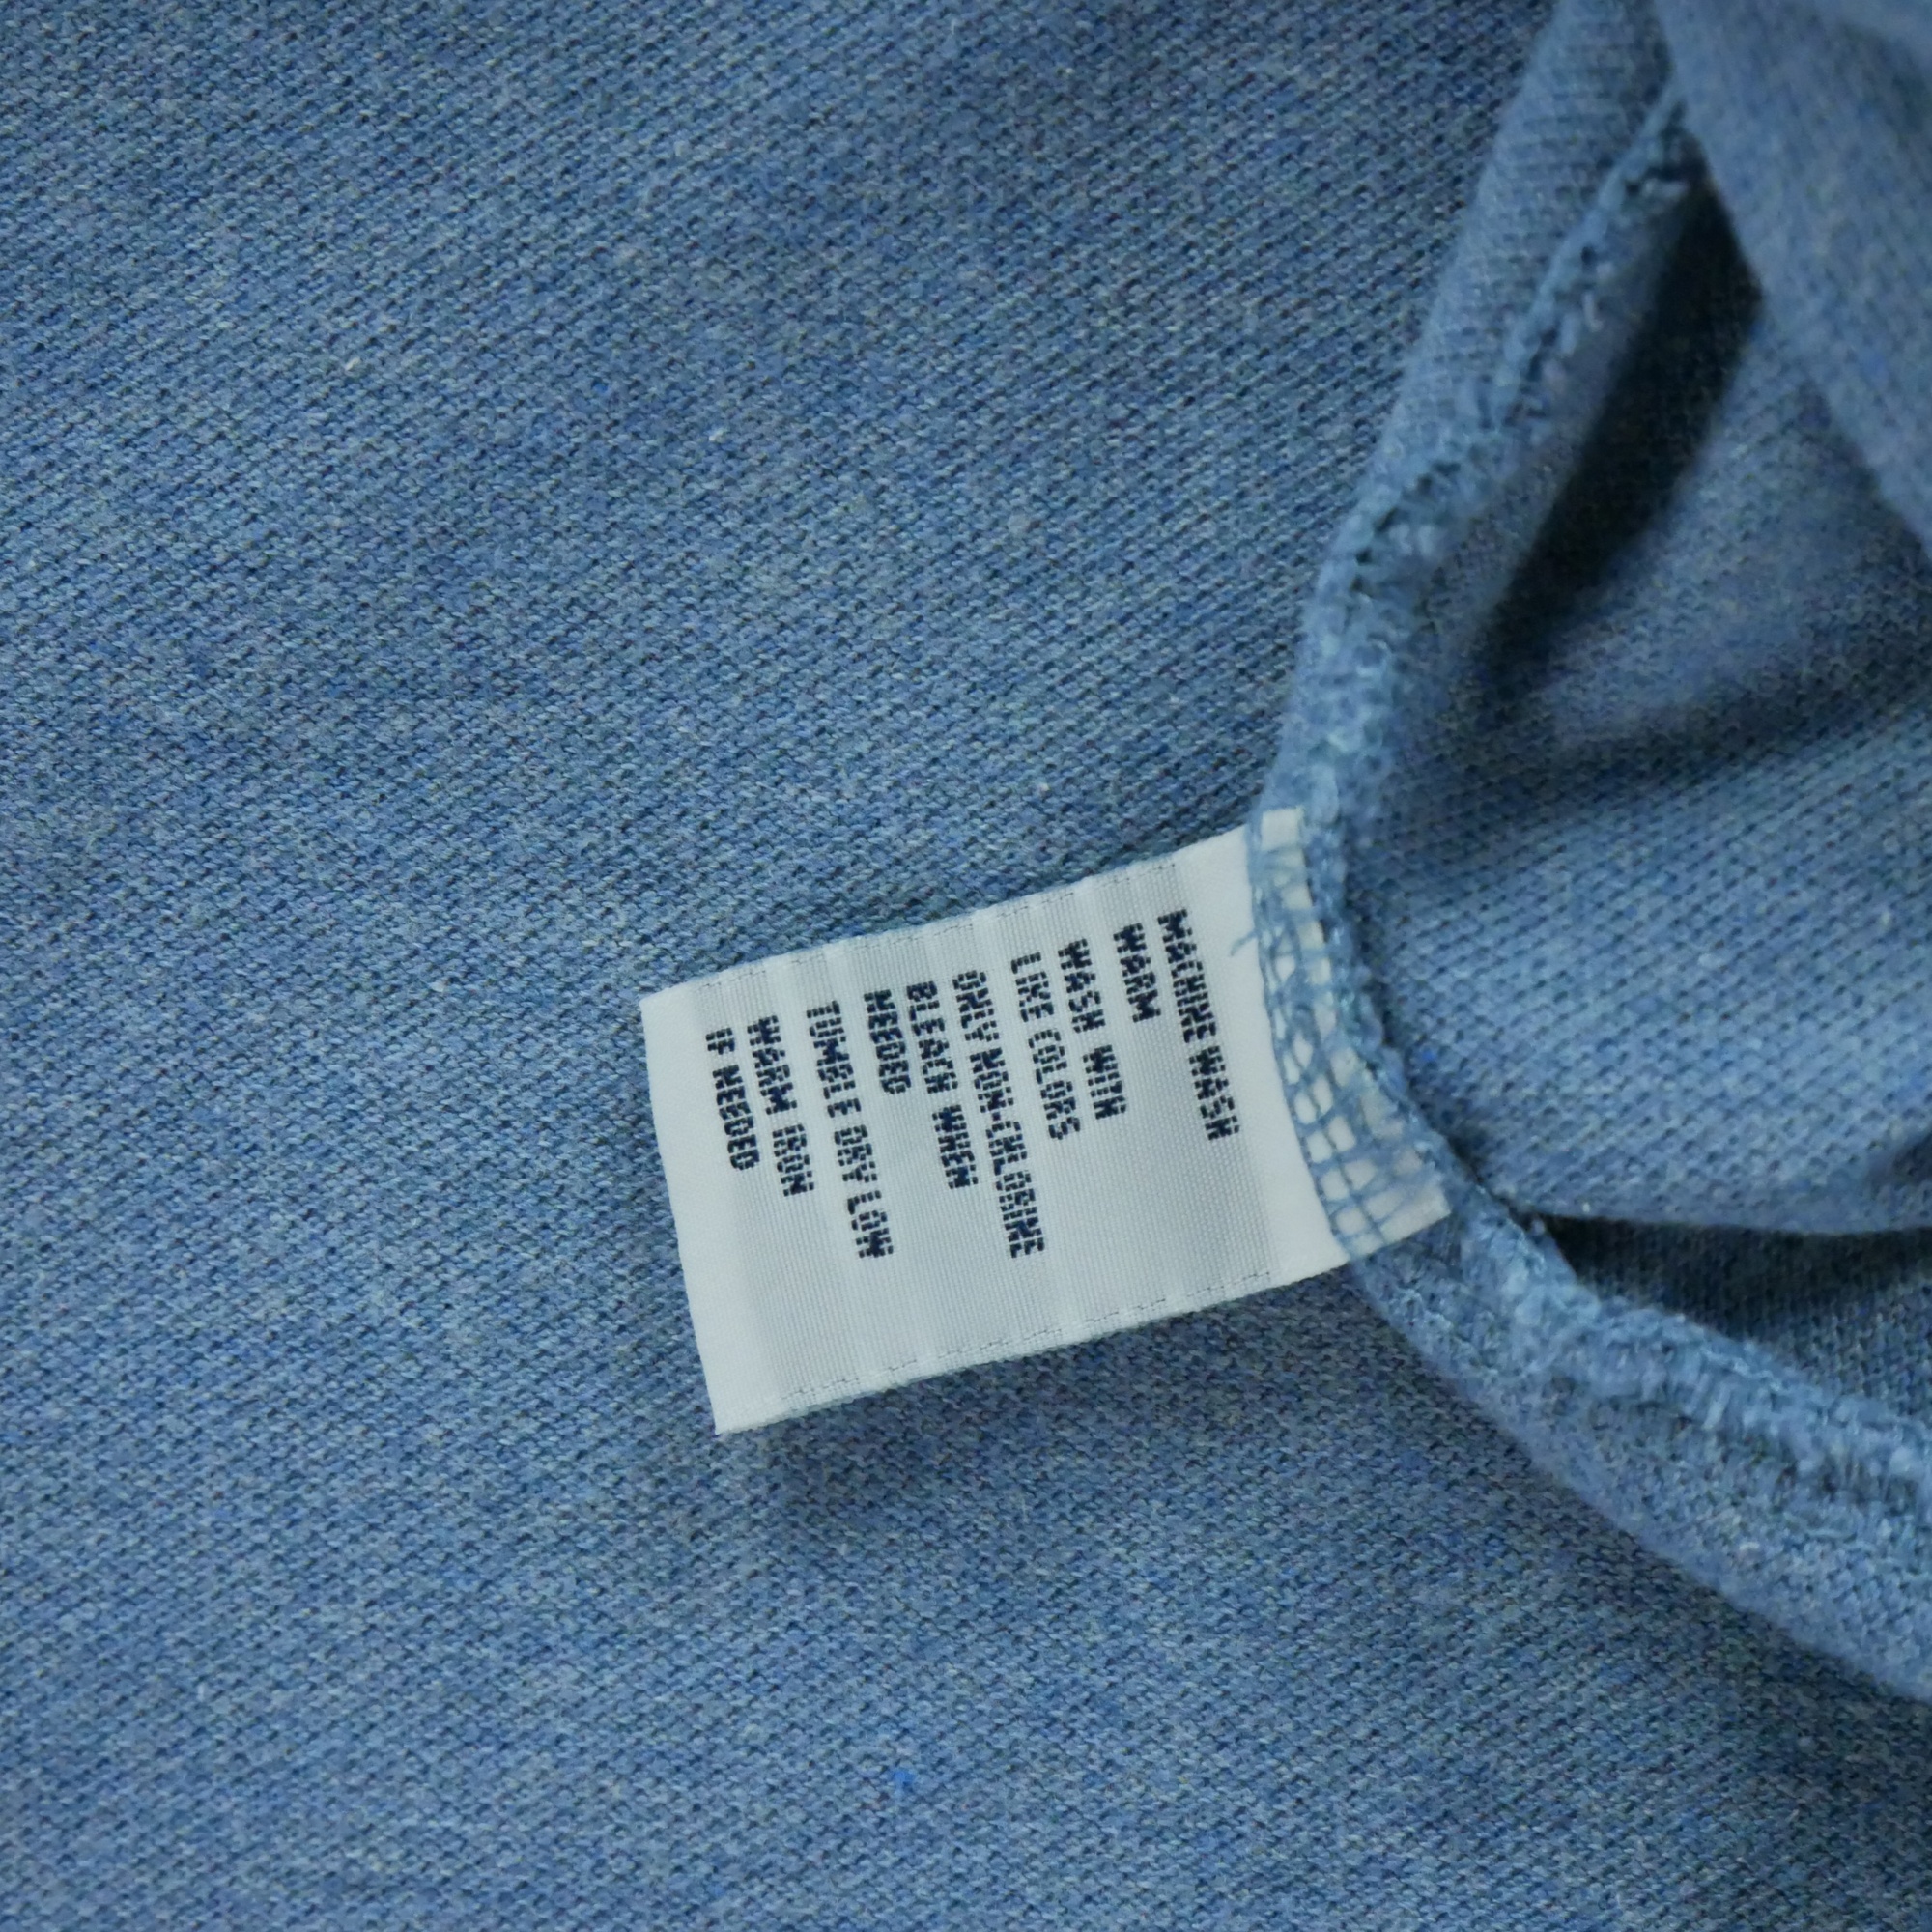 MACHINE WASH
WARM
WASH WITH
LIKE COLORS
ONLY NON-CHLORINE
BLEACH WHEN
NEEDED
TUMBLE DRY LOW
WARM IRON
IF NEEDED